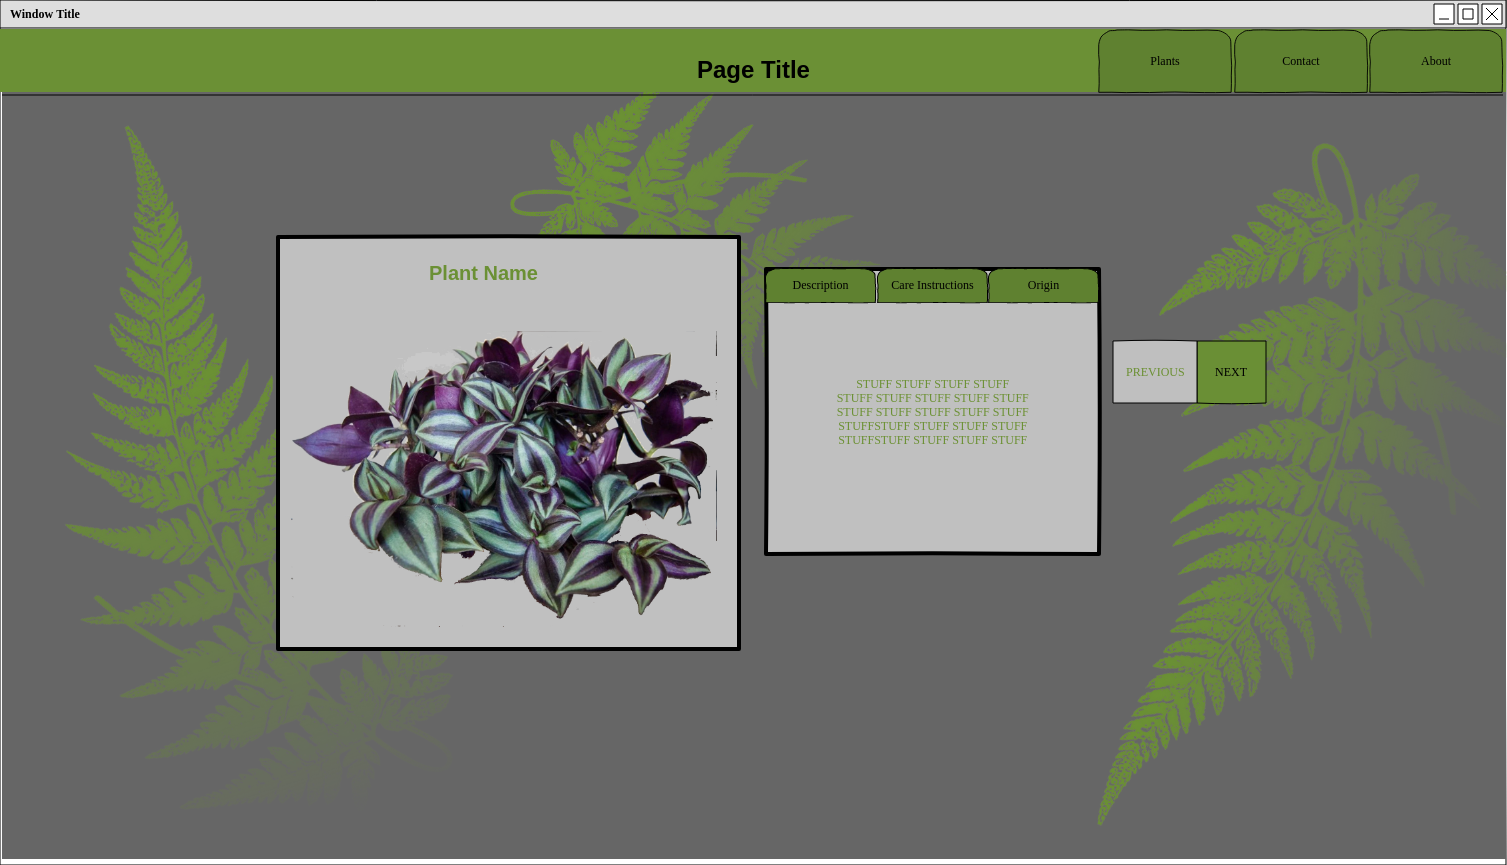 Window Title
Page Title
Plants
Contact
About
Plant Name
Description
Care Instructions
Origin
STUFF STUFF STUFF STUFF
STUFF STUFF STUFF STUFF STUFF
STUFF STUFF STUFF STUFF STUFF
STUFFSTUFF STUFF STUFF STUFF
STUFFSTUFF STUFF STUFF STUFF
PREVIOUS
NEXT